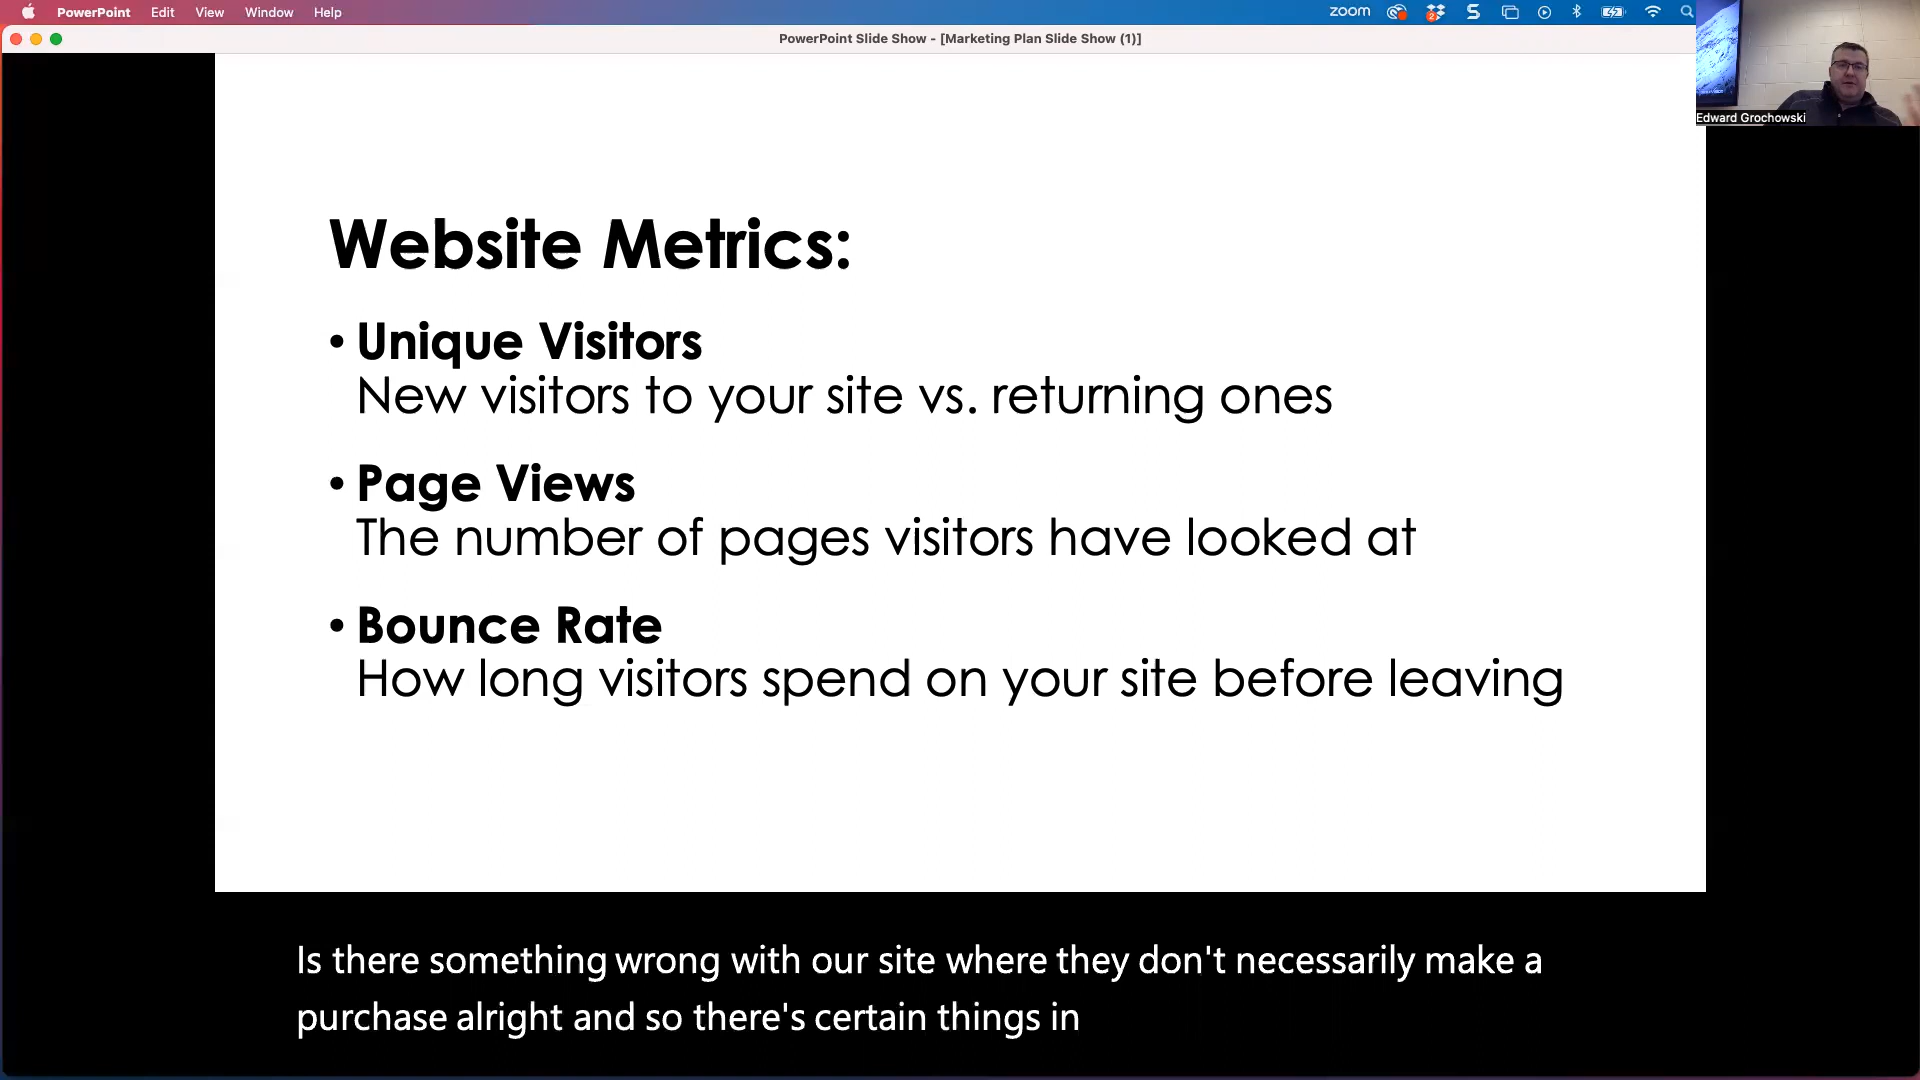 PowerPoint Edit View Window Help zoom
PowerPoint Slide Show - [Marketing Plan Slide Show (1)]
Edward Grochowski
Website Metrics:
• Unique Visitors
New visitors to your site vs. returning ones
• Page Views
The number of pages visitors have looked at
• Bounce Rate
How long visitors spend on your site before leaving
Is there something wrong with our site where they don't necessarily make a
purchase alright and so there's certain things in